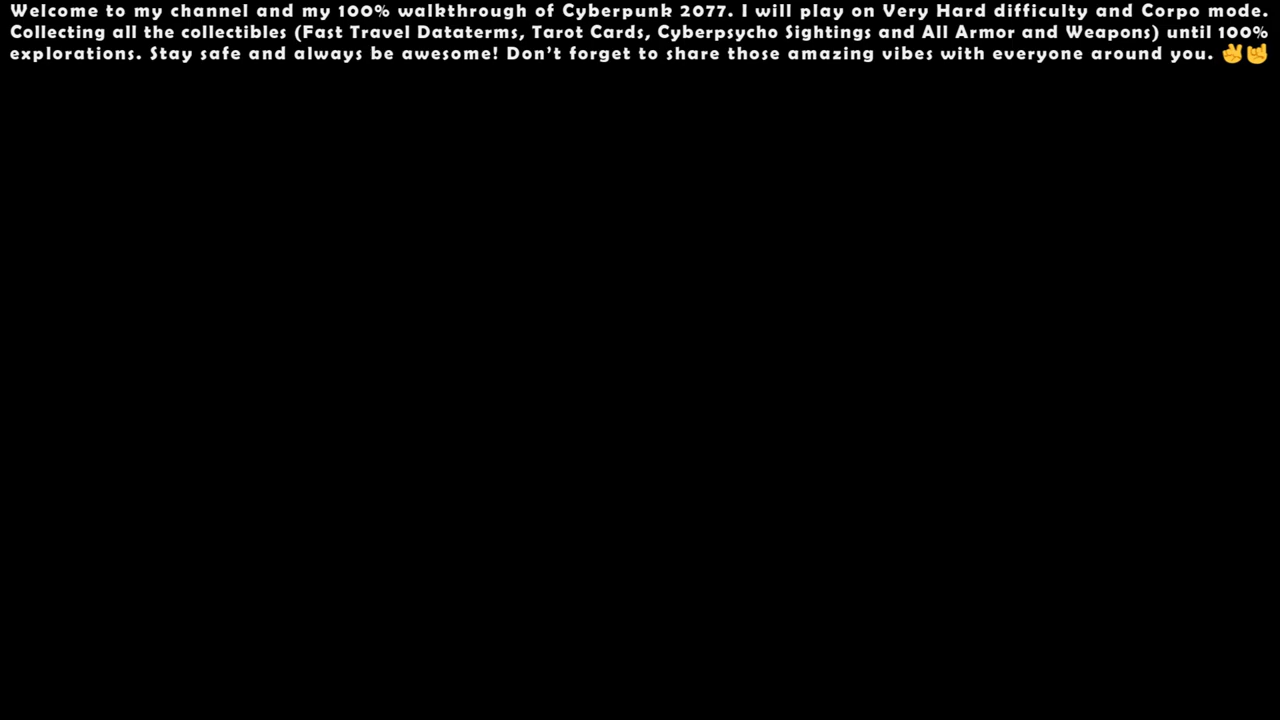 Welcome to my channel and my 100% walkthrough of Cyberpunk 2077. I will play on Very Hard difficulty and Corpo mode.
Collecting all the collectibles (Fast Travel Dataterms, Tarot Cards, Cyberpsycho Sightings and All Armor and Weapons) until 100%
explorations. Stay safe and always be awesome! Don’t forget to share those amazing vibes with everyone around you. ✌️🤘